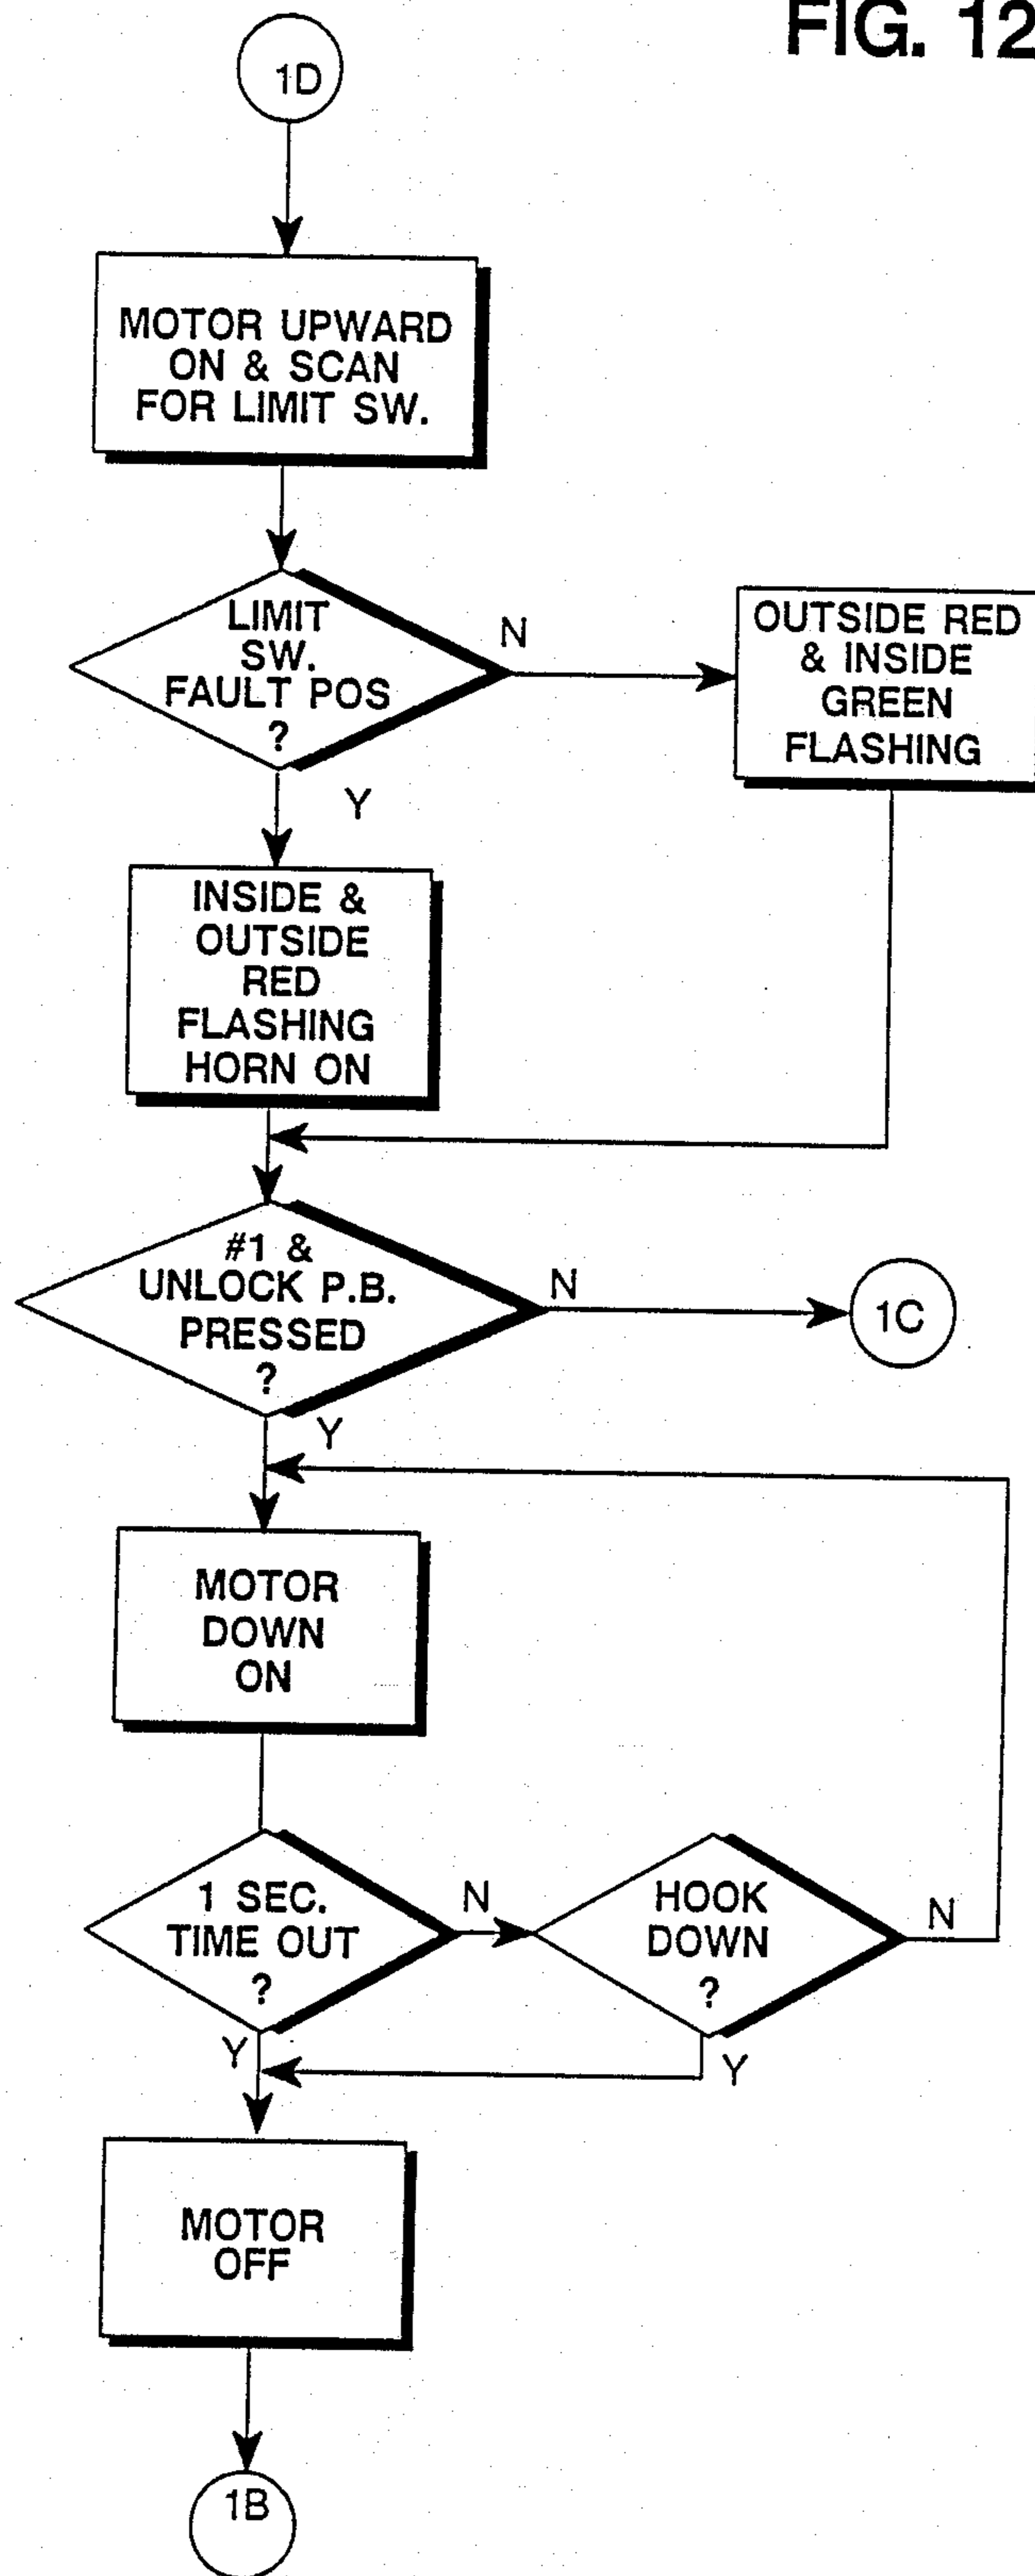 FIG. 12
1D
MOTOR UPWARD
ON & SCAN
FOR LIMIT SW.
LIMIT
SW.
FAULT POS
?
N
OUTSIDE RED
& INSIDE
GREEN
FLASHING
Y
INSIDE &
OUTSIDE
RED
FLASHING
HORN ON
#1 &
UNLOCK P.B.
PRESSED
?
N
1C
Y
MOTOR
DOWN
ON
1 SEC.
TIME OUT
?
N
HOOK
DOWN
?
N
Y
Y
MOTOR
OFF
1B